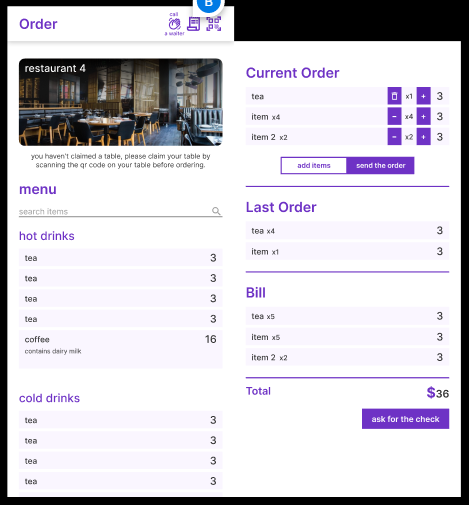 B
Order
call
a waiter
restaurant 4
you haven't claimed a table, please claim your table by
scanning the qr code on your table before ordering.
menu
search items
hot drinks
tea 3
tea 3
tea 3
tea 3
coffee 16
contains dairy milk
cold drinks
tea 3
tea 3
tea 3
tea 3
Current Order
tea - x1 + 3
item x4 - x4 + 3
item 2 x2 - x2 + 3
add items send the order
Last Order
tea x4 3
item x1 3
Bill
tea x5 3
item x5 3
item 2 x2 3
Total $36
ask for the check